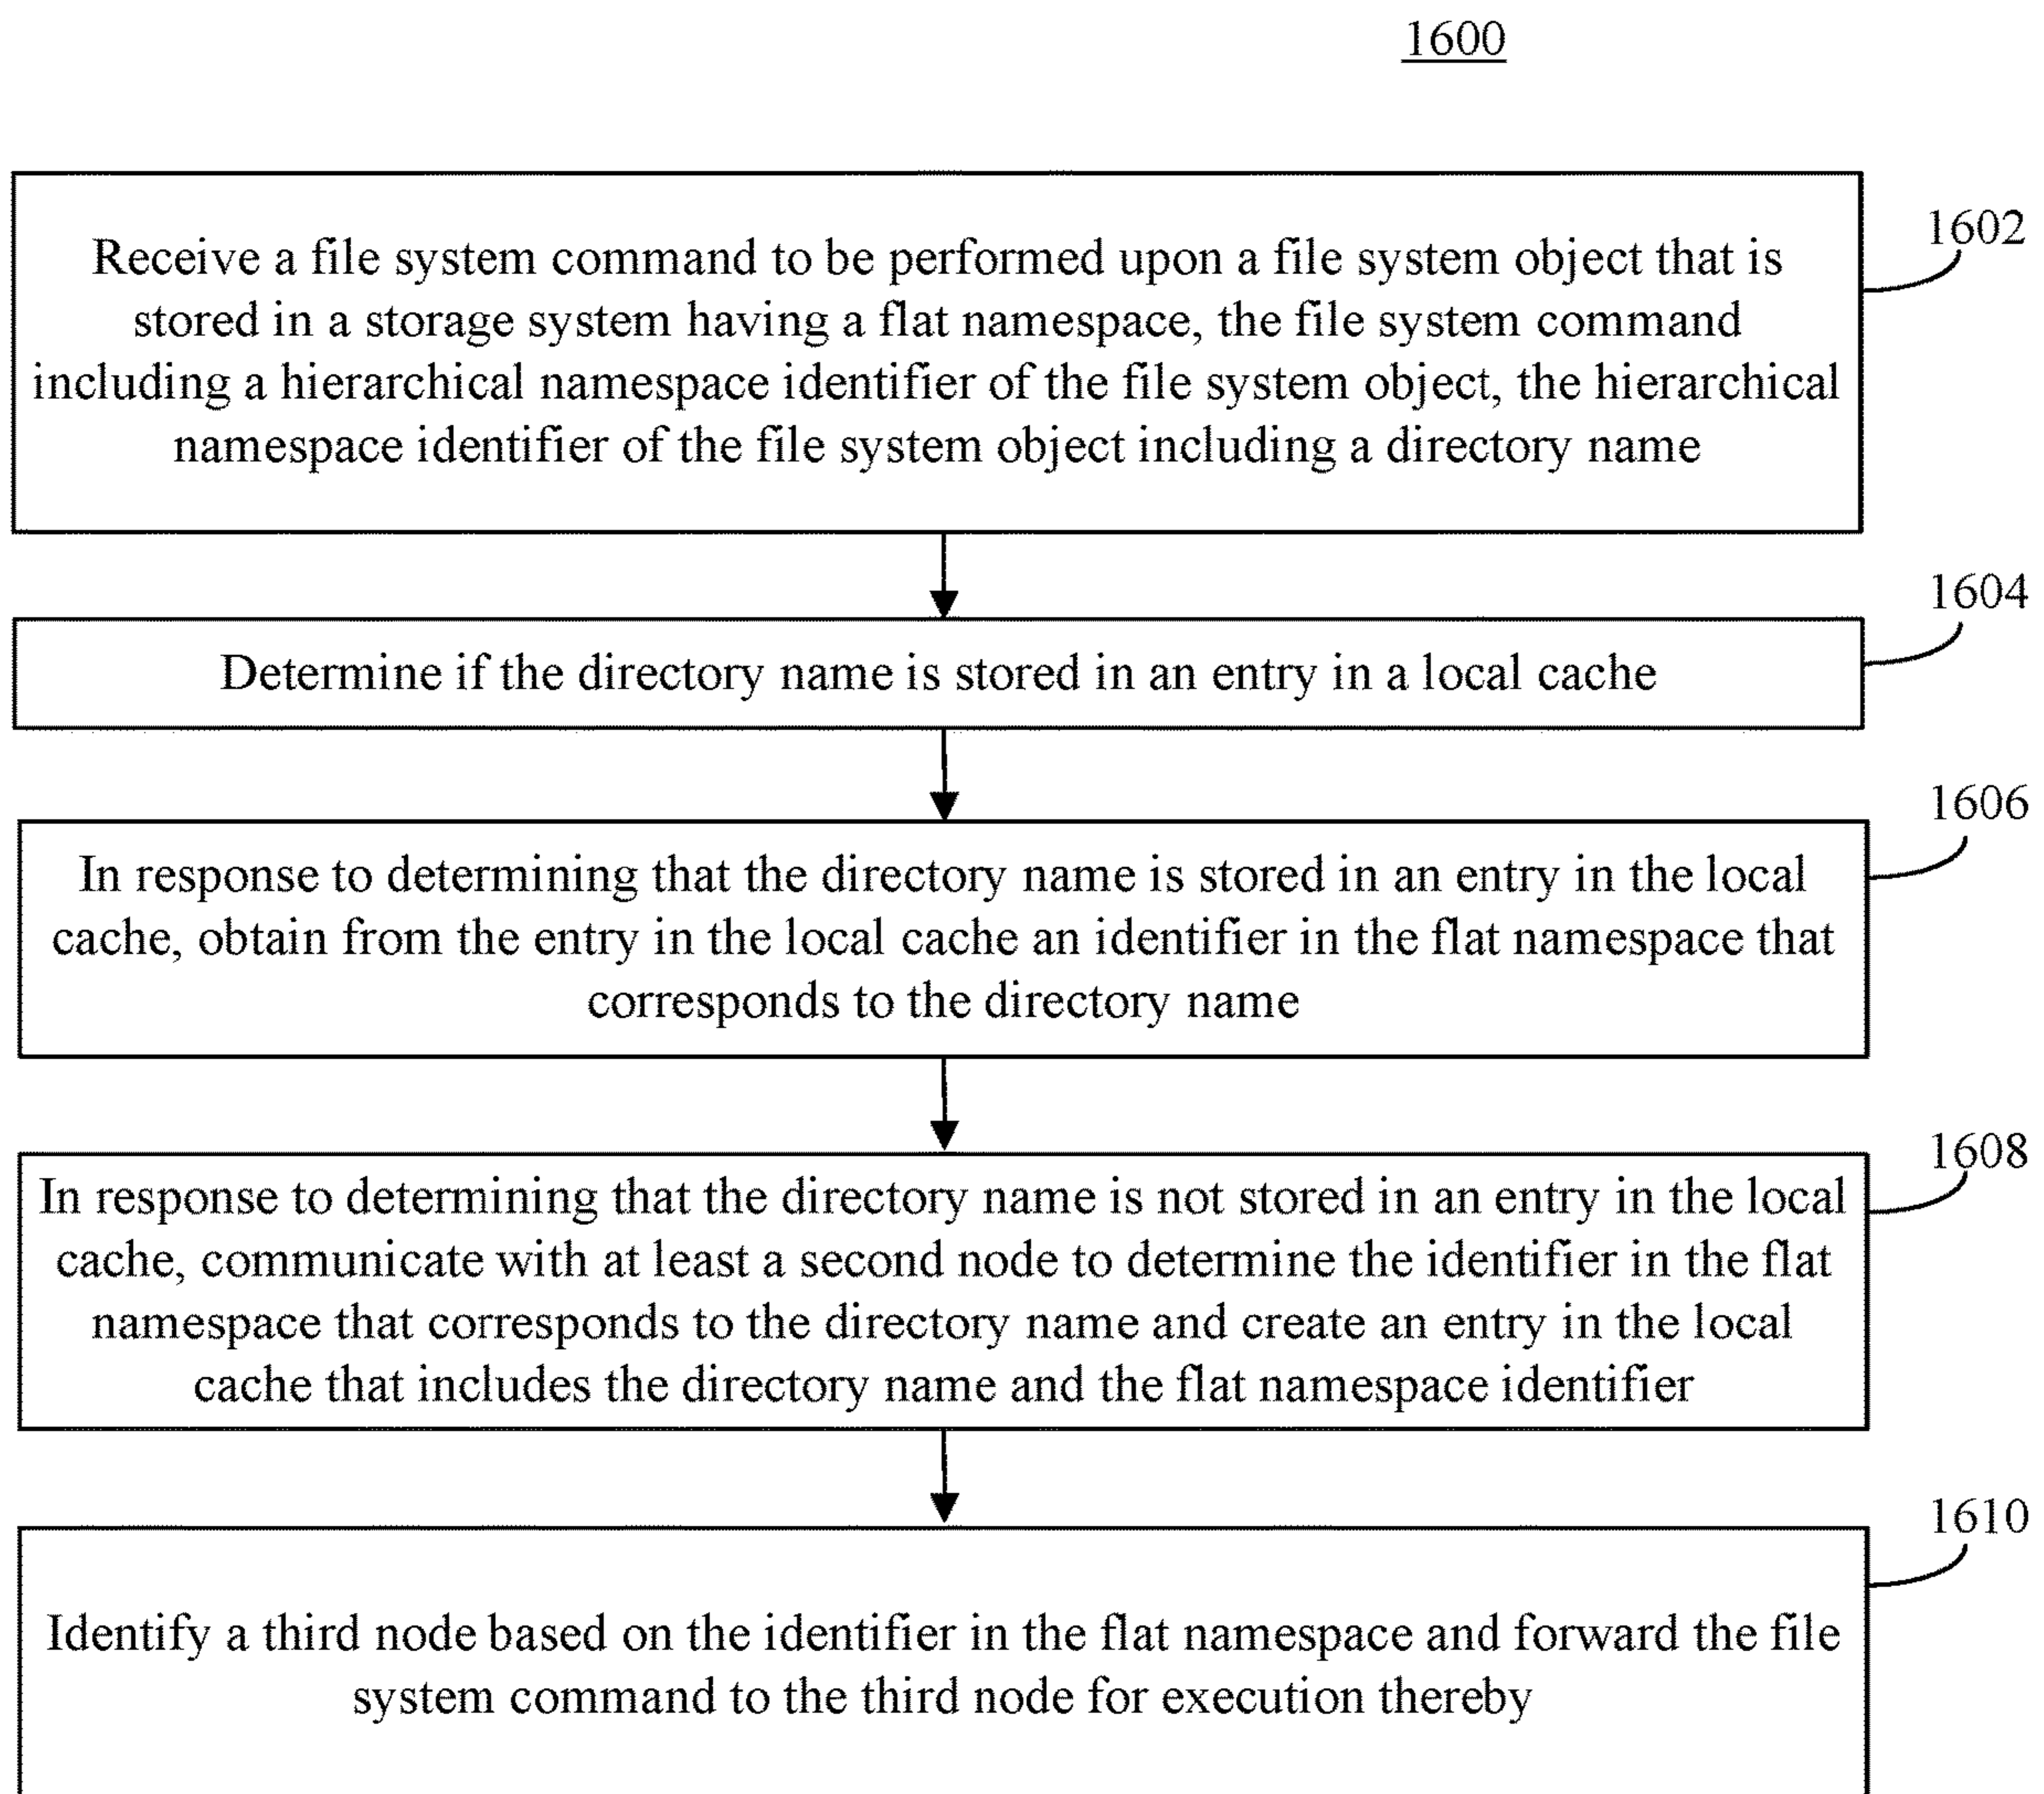 1600
1602
Receive a file system command to be performed upon a file system object that is
stored in a storage system having a flat namespace, the file system command
including a hierarchical namespace identifier of the file system object, the hierarchical
namespace identifier of the file system object including a directory name
1604
Determine if the directory name is stored in an entry in a local cache
1606
In response to determining that the directory name is stored in an entry in the local
cache, obtain from the entry in the local cache an identifier in the flat namespace that
corresponds to the directory name
1608
In response to determining that the directory name is not stored in an entry in the local
cache, communicate with at least a second node to determine the identifier in the flat
namespace that corresponds to the directory name and create an entry in the local
cache that includes the directory name and the flat namespace identifier
1610
Identify a third node based on the identifier in the flat namespace and forward the file
system command to the third node for execution thereby